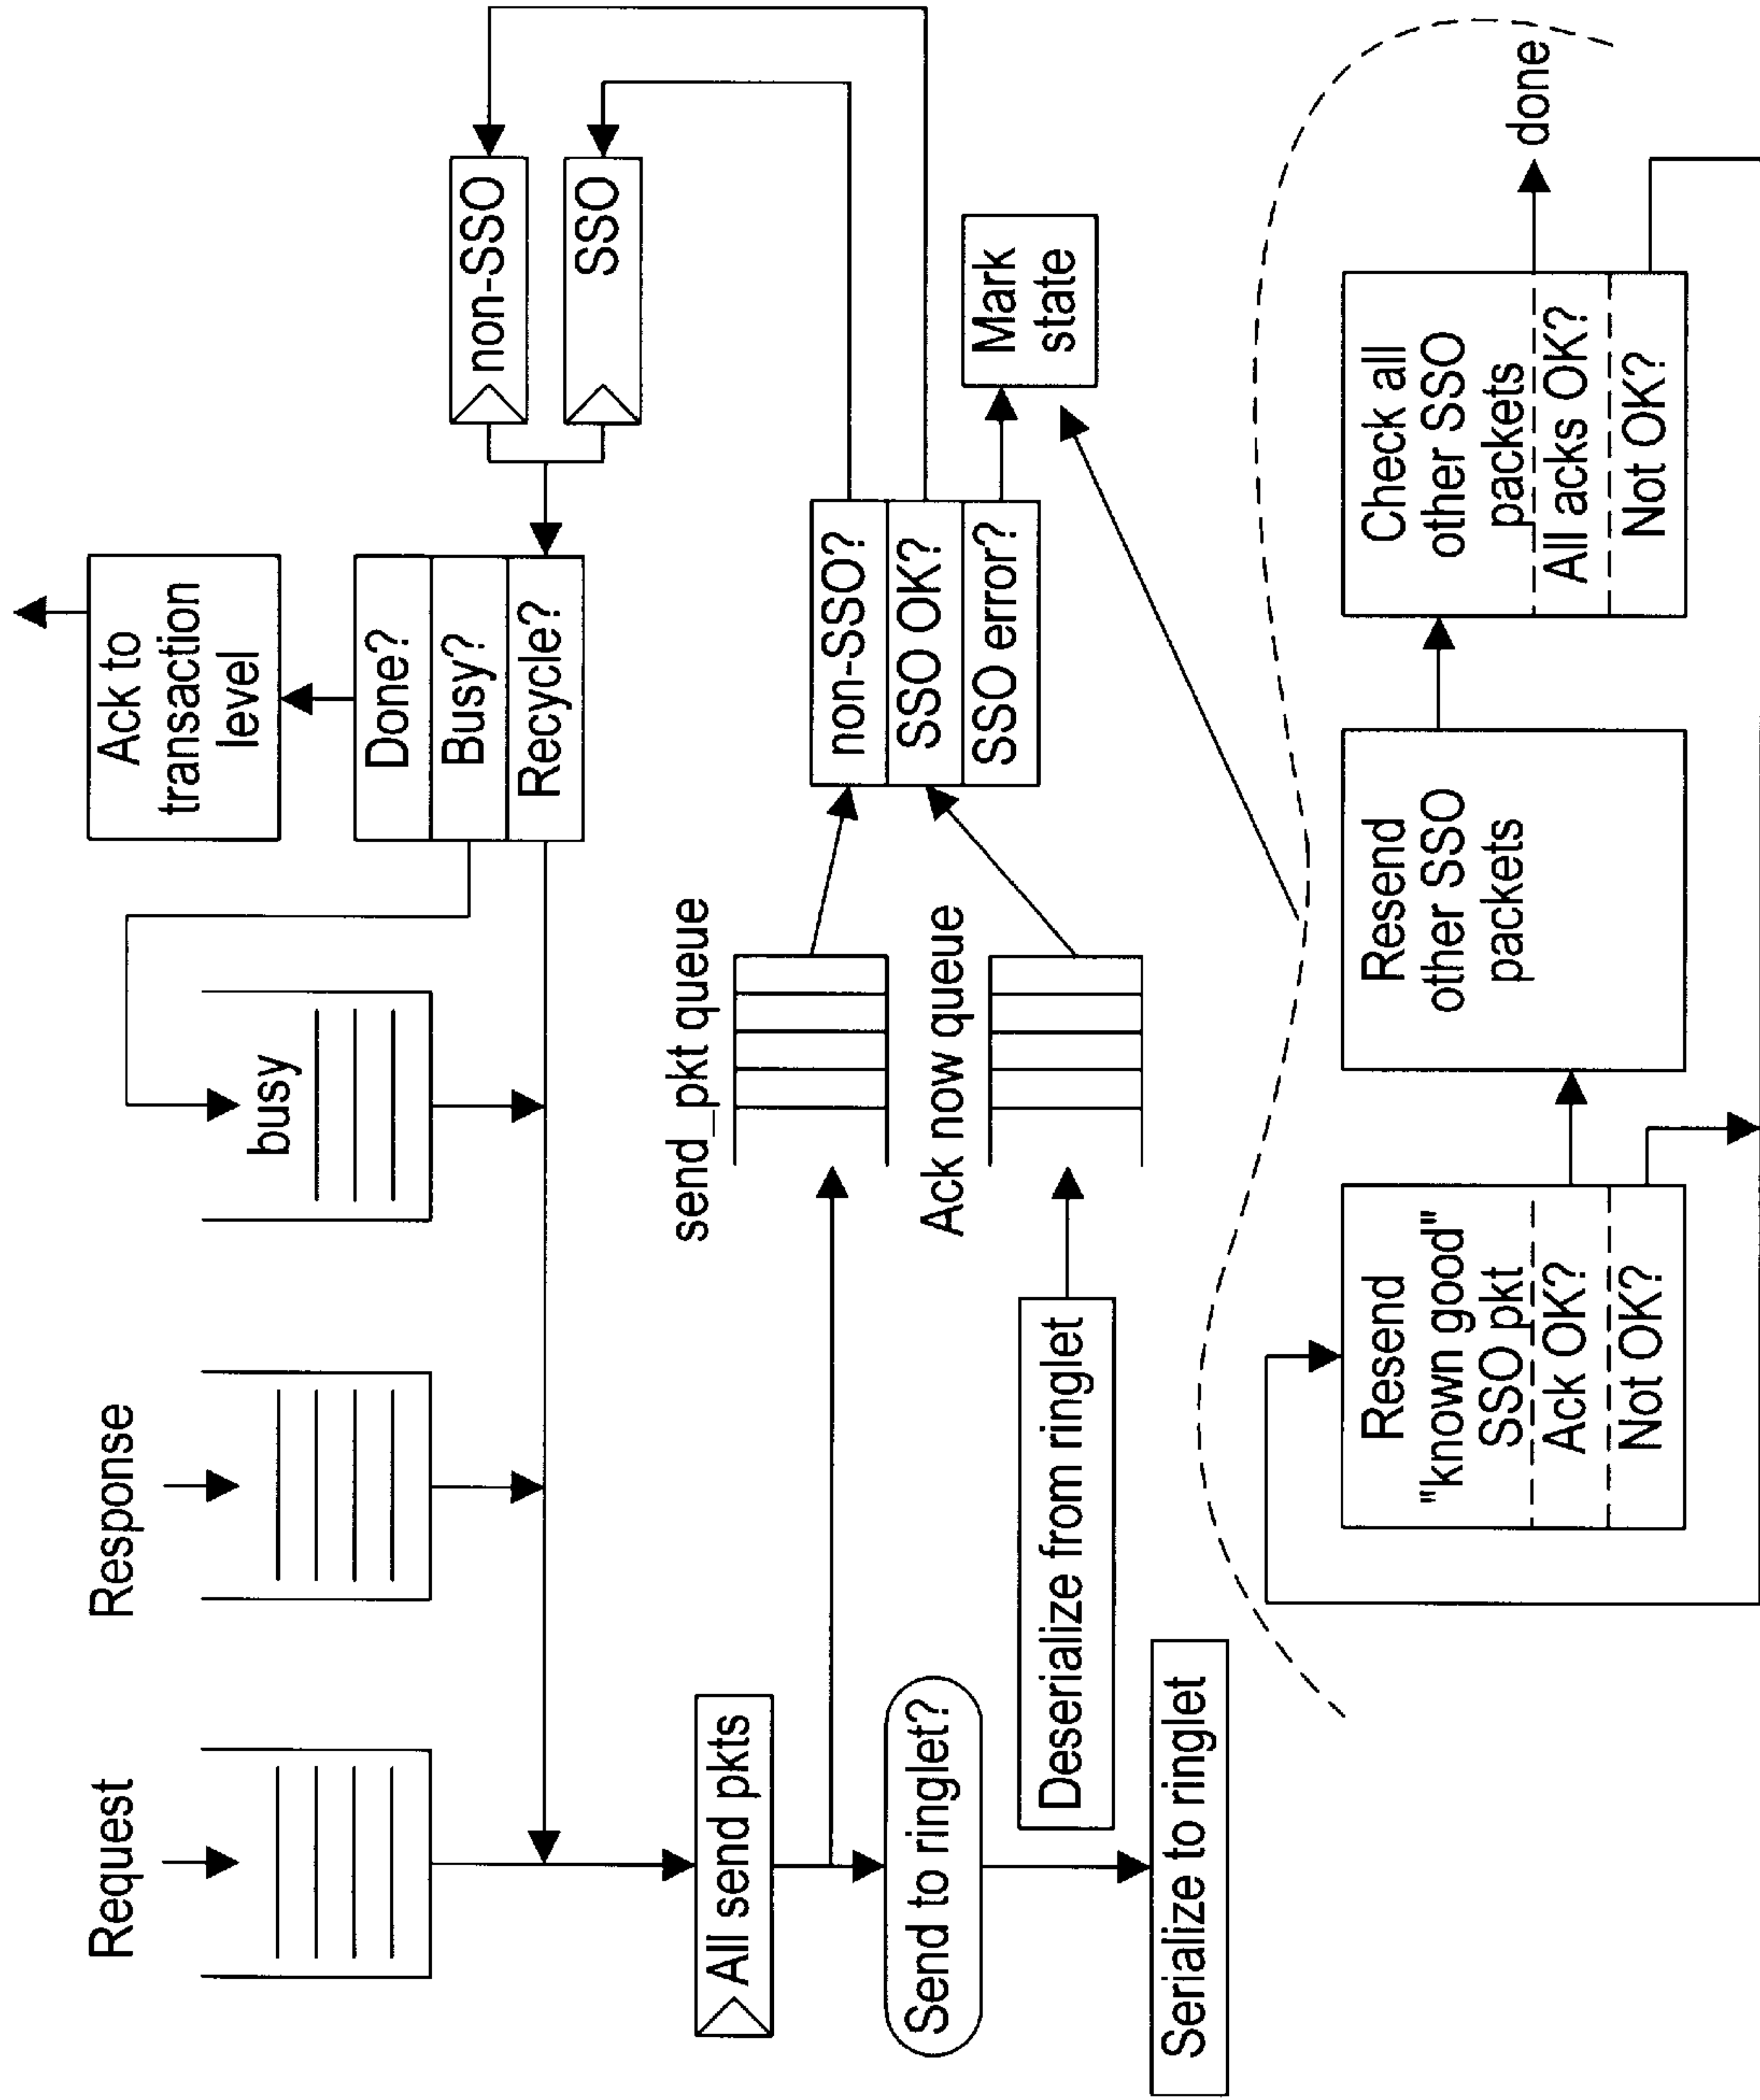 Request
Response
busy
Ack to
transaction
level
Done?
Busy?
Recycle?
non-SSO
SSO
All send pkts
send_pkt queue
Send to ringlet?
Ack now queue
non-SSO?
SSO OK?
SSO error?
Mark
state
Deserialize from ringlet
Serialize to ringlet
Resend
"known good"
SSO pkt
Ack OK?
Not OK?
Resend
other SSO
packets
Check all
other SSO
packets
All acks OK?
Not OK?
done